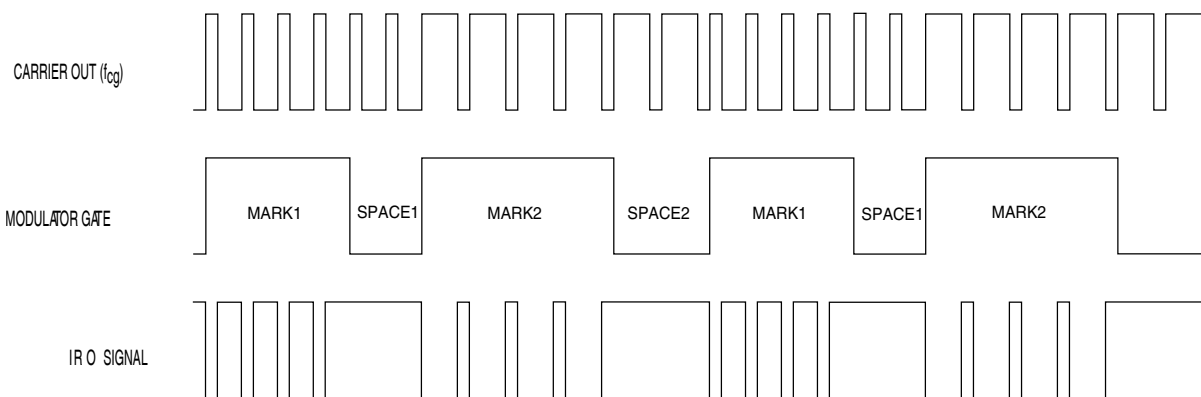 CARRIER OUT (fcg)
MODULATOR GATE
MARK1 SPACE1 MARK2 SPACE2 MARK1 SPACE1 MARK2
IR O SIGNAL